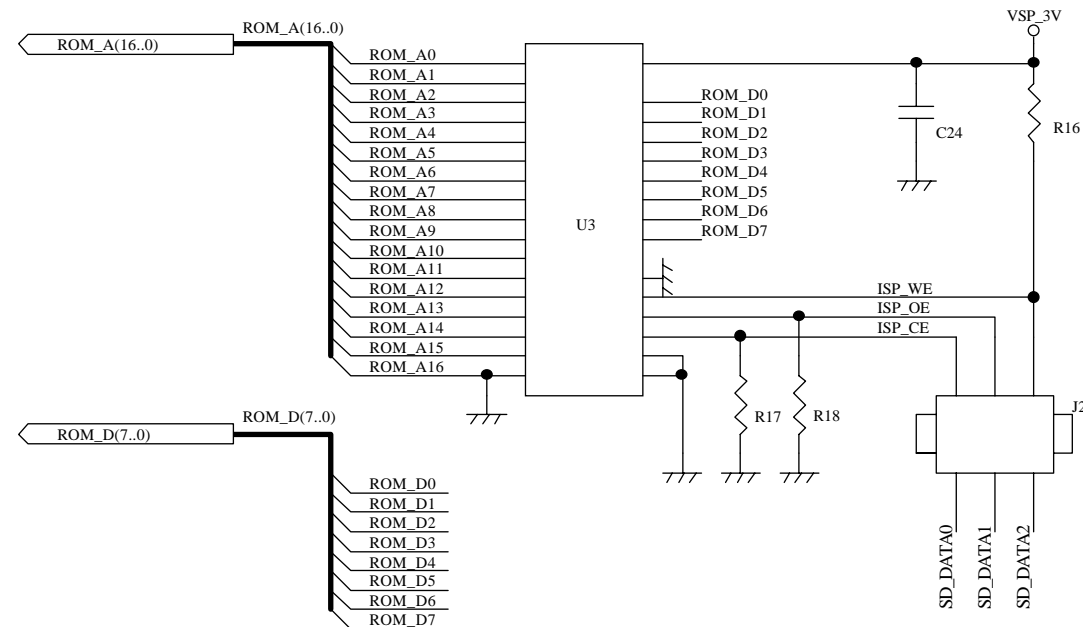 VSP_3V
ROM_A(16..0)
ROM_A(16..0)
ROM_A0
ROM_A1
ROM_A2
ROM_A3
ROM_A4
ROM_A5
ROM_A6
ROM_A7
ROM_A8
ROM_A9
ROM_A10
ROM_A11
ROM_A12
ROM_A13
ROM_A14
ROM_A15
ROM_A16
U3
ROM_D0
ROM_D1
ROM_D2
ROM_D3
ROM_D4
ROM_D5
ROM_D6
ROM_D7
C24
R16
ISP_WE
ISP_OE
ISP_CE
R17
R18
J2
SD_DATA0
SD_DATA1
SD_DATA2
ROM_D(7..0)
ROM_D(7..0)
ROM_D0
ROM_D1
ROM_D2
ROM_D3
ROM_D4
ROM_D5
ROM_D6
ROM_D7